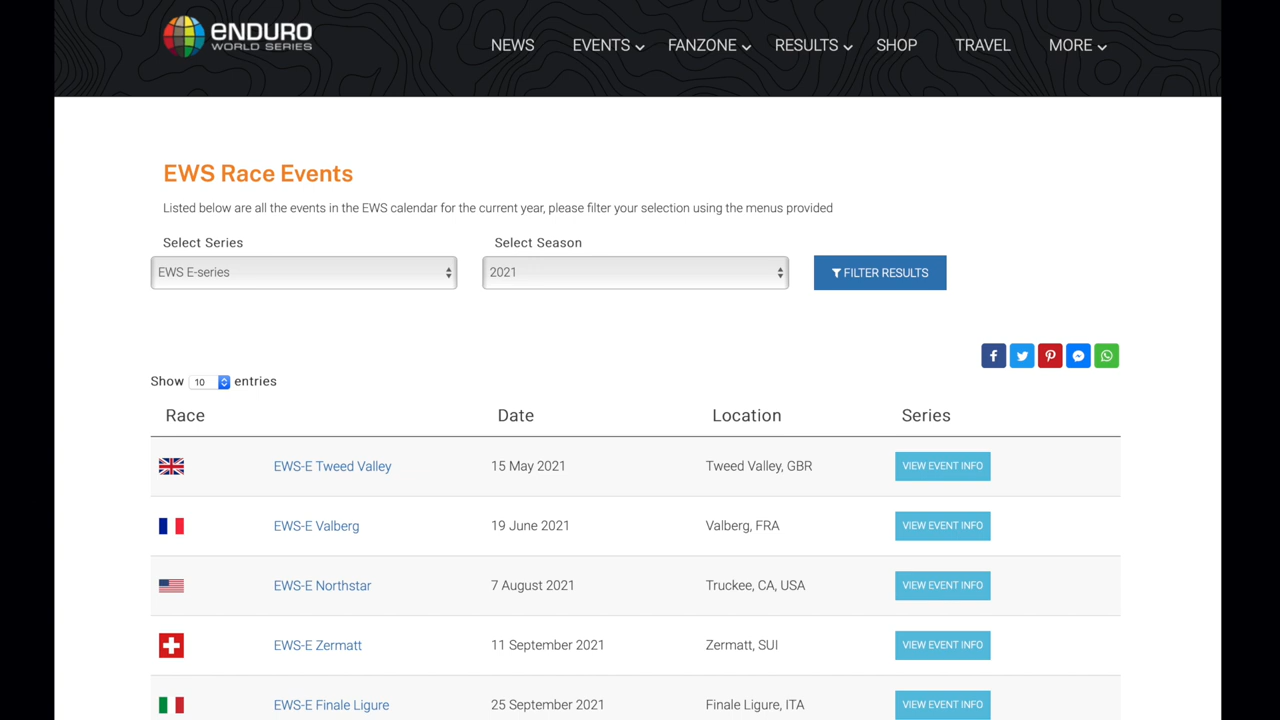 ENDURO
WORLD SERIES
NEWS EVENTS FANZONE RESULTS SHOP TRAVEL MORE
EWS Race Events
Listed below are all the events in the EWS calendar for the current year, please filter your selection using the menus provided
Select Series Select Season
EWS E-series 2021 FILTER RESULTS
Show 10 entries
Race Date Location Series
EWS-E Tweed Valley 15 May 2021 Tweed Valley, GBR VIEW EVENT INFO
EWS-E Valberg 19 June 2021 Valberg, FRA VIEW EVENT INFO
EWS-E Northstar 7 August 2021 Truckee, CA, USA VIEW EVENT INFO
EWS-E Zermatt 11 September 2021 Zermatt, SUI VIEW EVENT INFO
EWS-E Finale Ligure 25 September 2021 Finale Ligure, ITA VIEW EVENT INFO